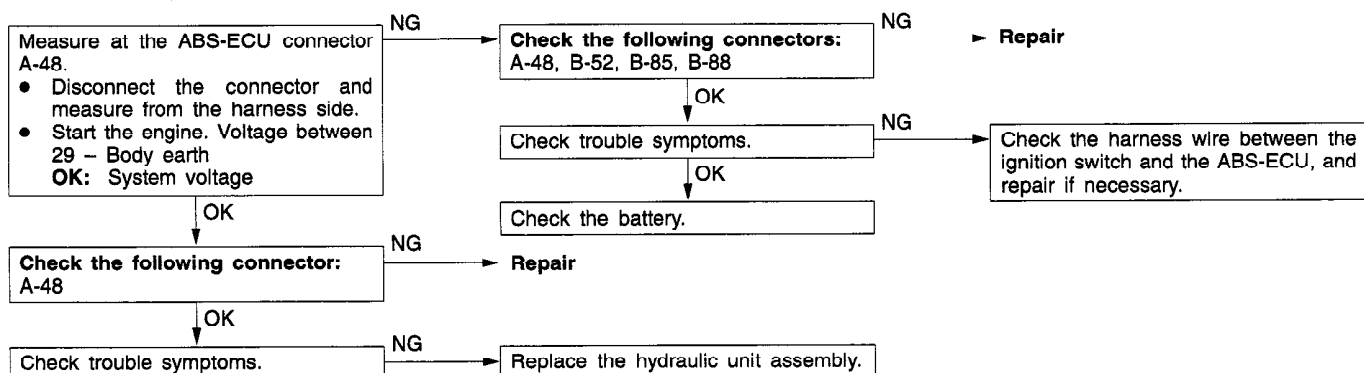 Measure at the ABS-ECU connector
A-48.
● Disconnect the connector and
measure from the harness side.
● Start the engine. Voltage between
29 – Body earth
OK: System voltage
NG
Check the following connectors:
A-48, B-52, B-85, B-88
NG
Repair
OK
Check trouble symptoms.
NG
Check the harness wire between the
ignition switch and the ABS-ECU, and
repair if necessary.
OK
Check the battery.
OK
Check the following connector:
A-48
NG
Repair
OK
Check trouble symptoms.
NG
Replace the hydraulic unit assembly.